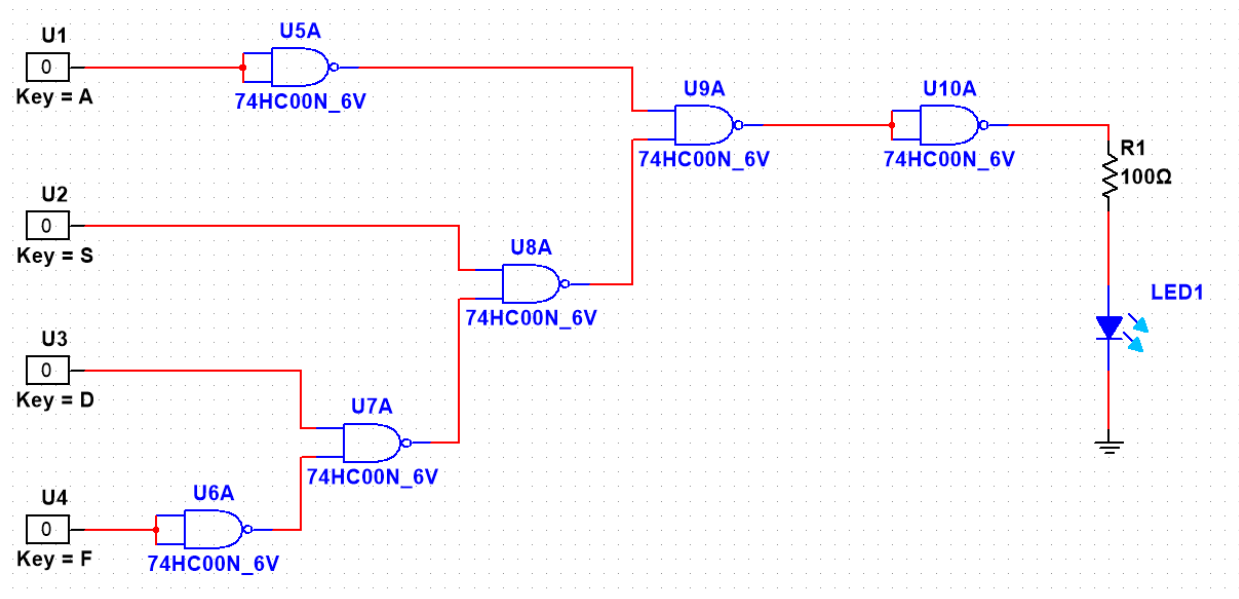 U1
0
Key = A
U5A
74HC00N_6V
U9A
74HC00N_6V
U10A
74HC00N_6V
R1
100Ω
U2
0
Key = S
U8A
74HC00N_6V
LED1
U3
0
Key = D
U7A
74HC00N_6V
U4
0
Key = F
U6A
74HC00N_6V